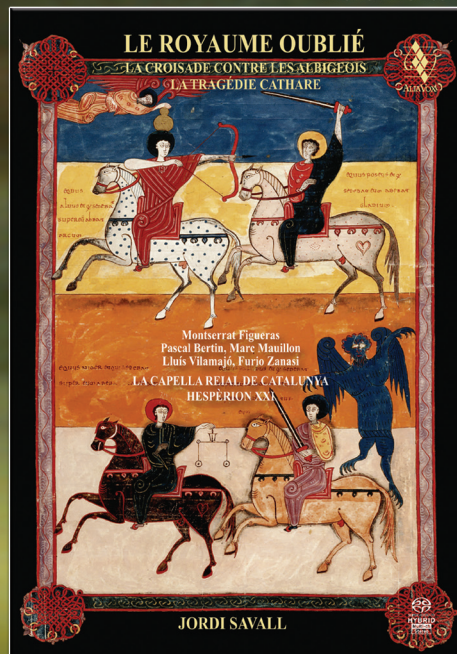 LE ROYAUME OUBLIÉ
LA CROISADE CONTRE LES ALBIGEOIS
LA TRAGÉDIE CATHARE
ALIAVOX
Montserrat Figueras
Pascal Bertin, Marc Mauillon
Lluís Vilamajó, Furio Zanasi
LA CAPELLA REIAL DE CATALUNYA
HESPÈRION XXI
JORDI SAVALL
HYBRID